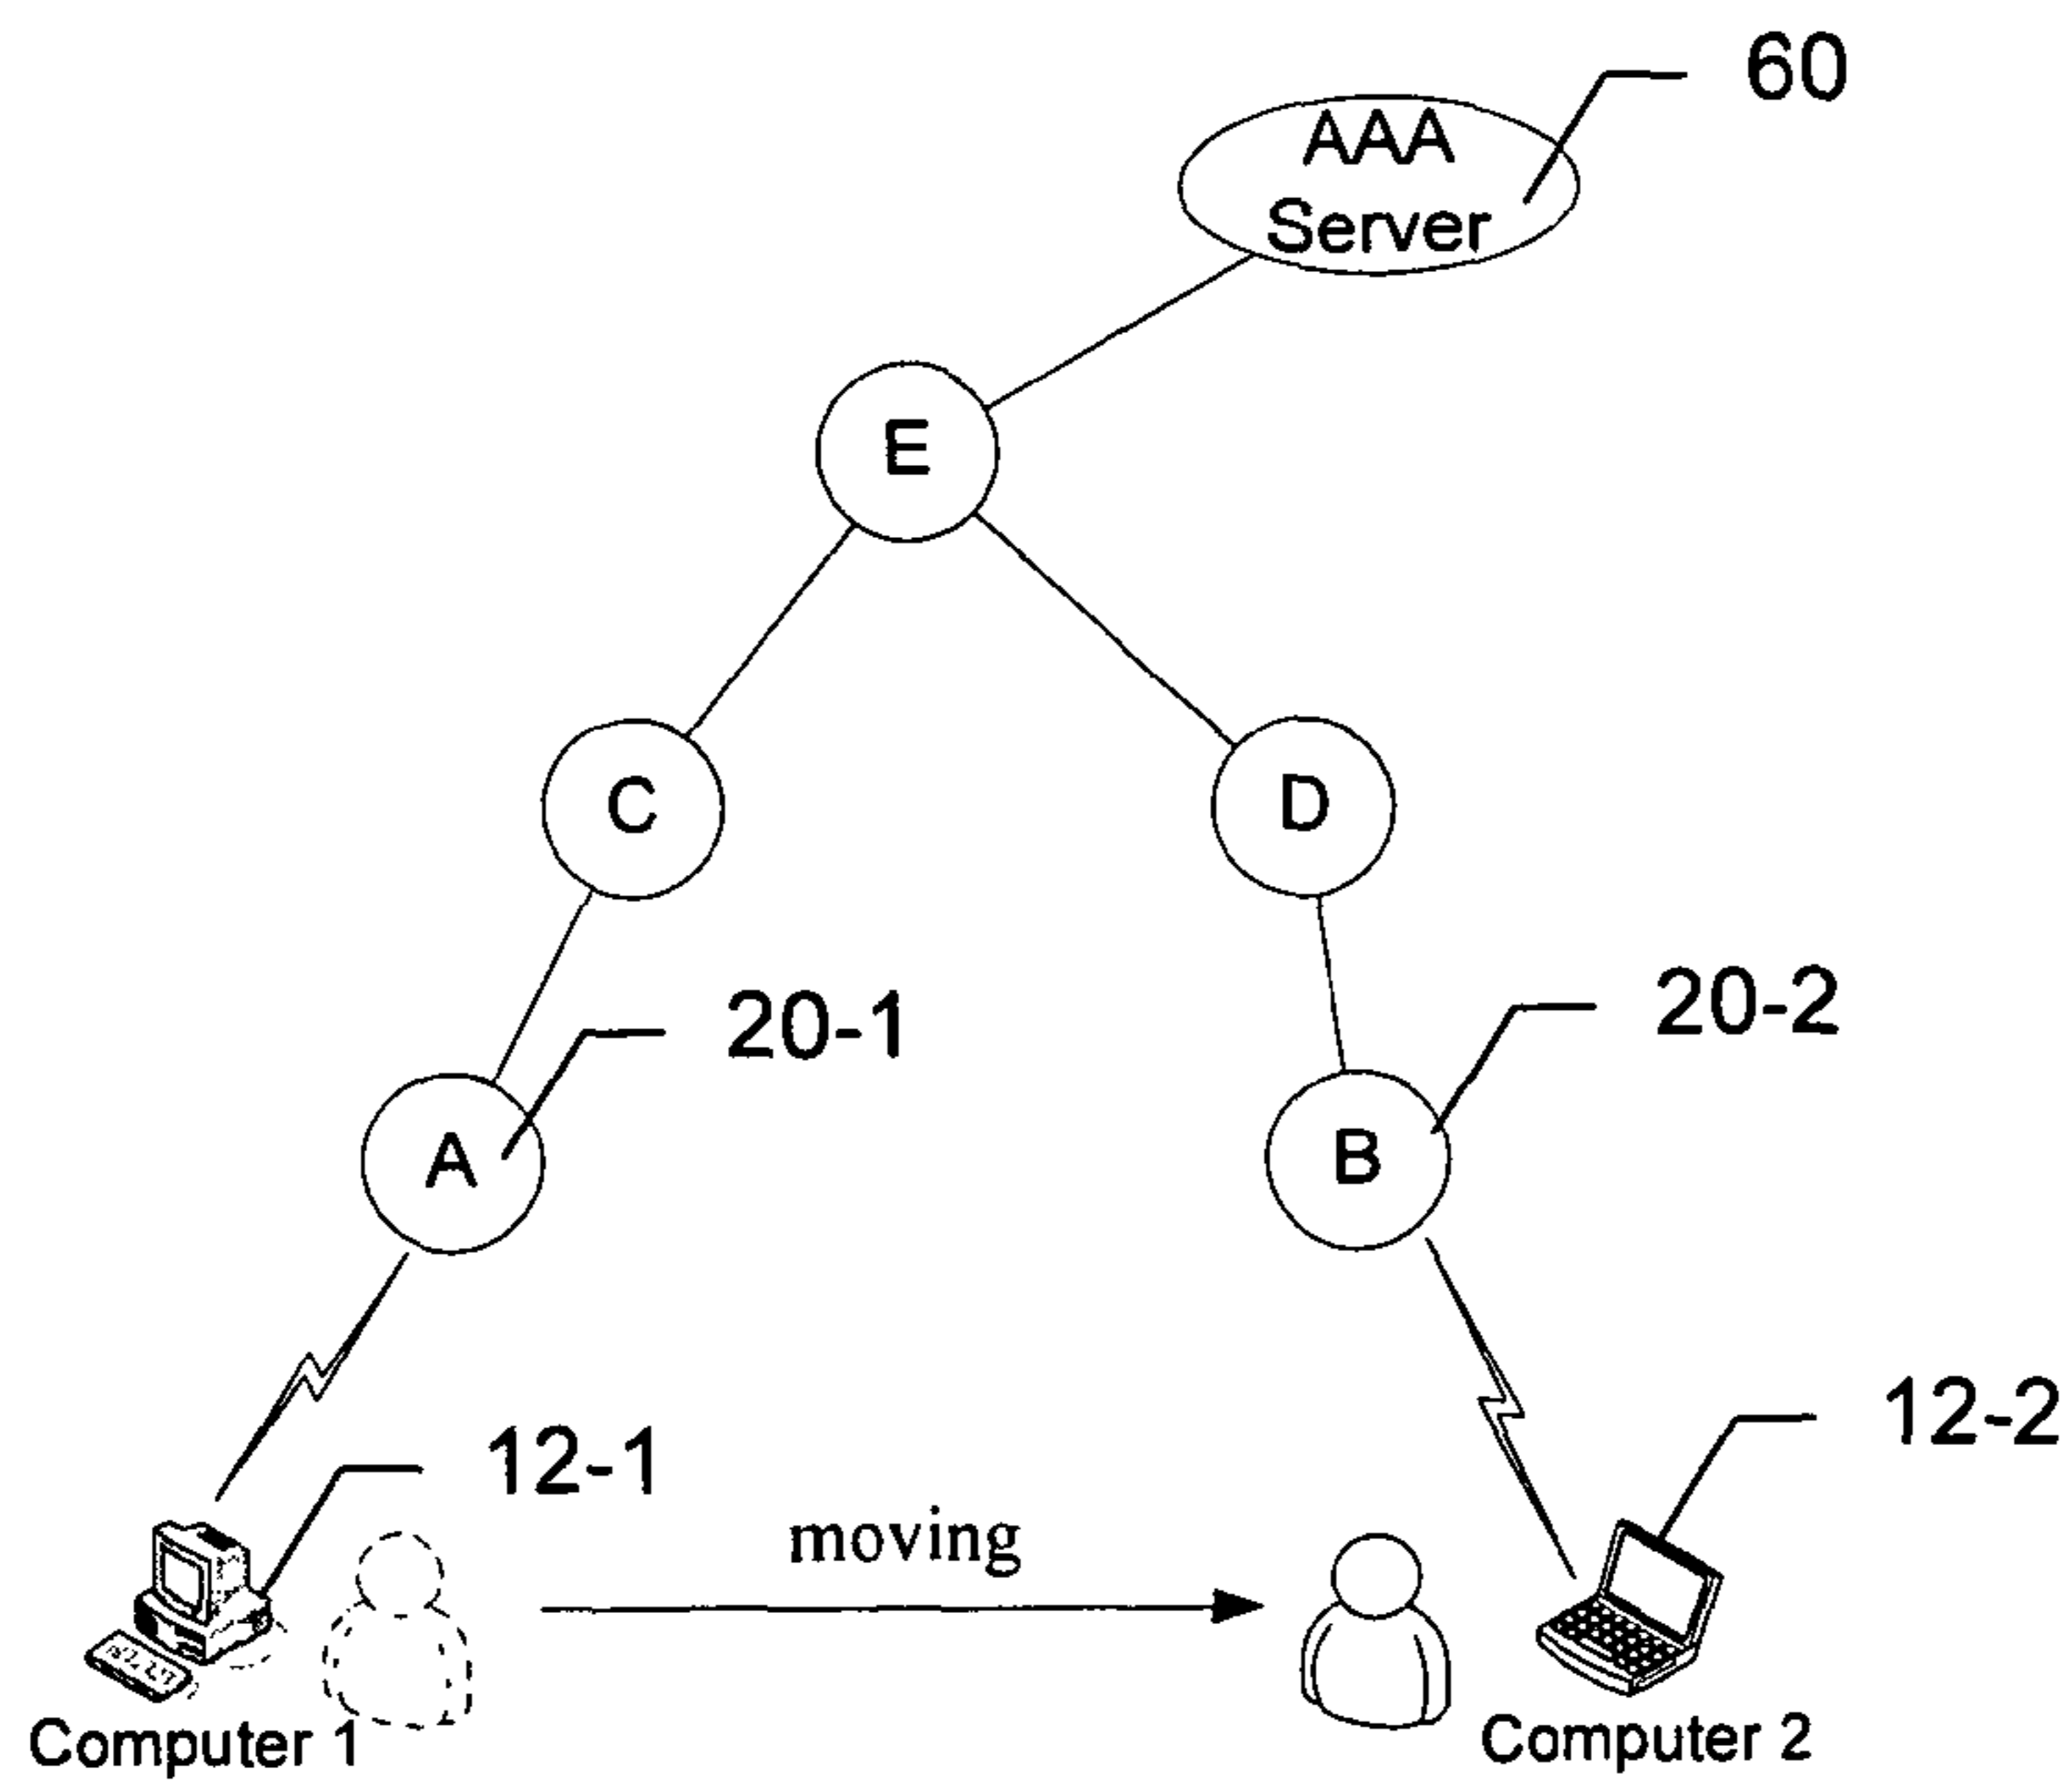 60
AAA
Server
E
C
D
20-1
20-2
A
B
12-1
12-2
moving
Computer 1
Computer 2